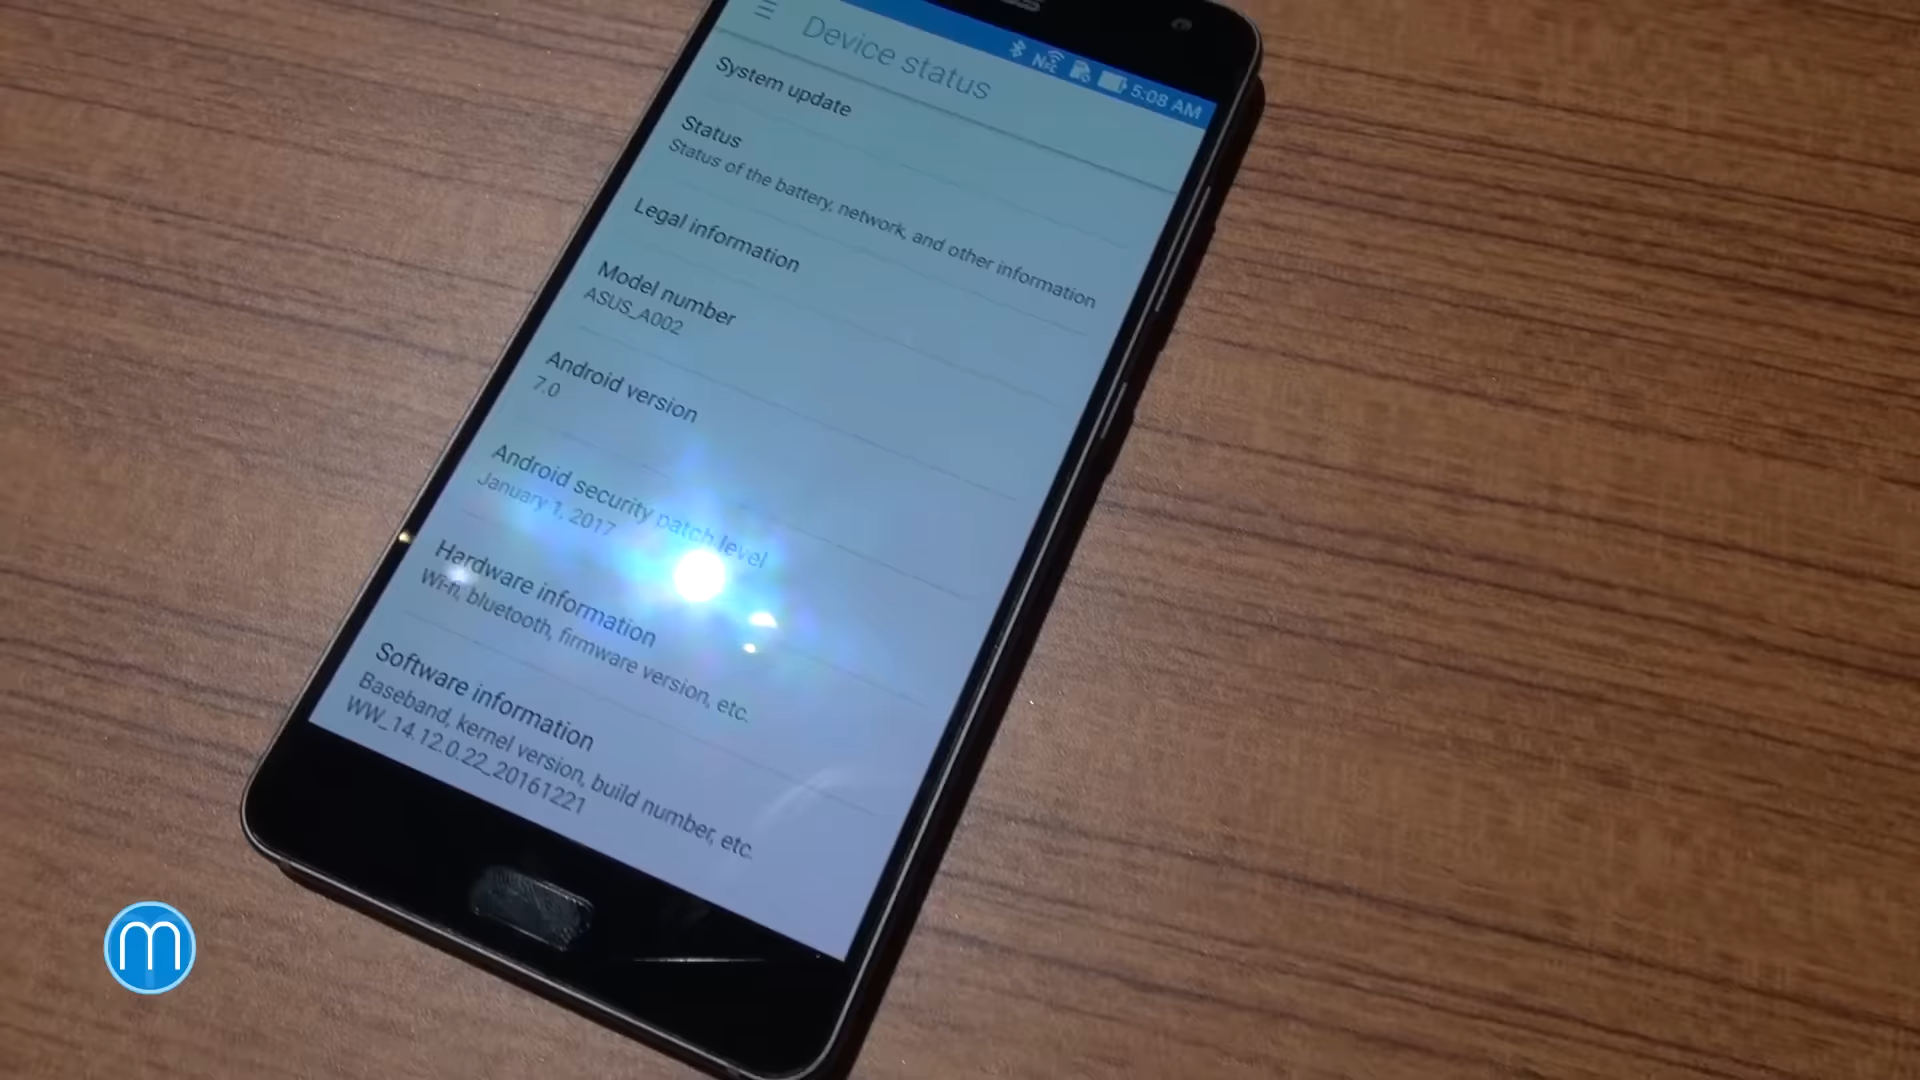 5:08 AM
Device status
System update
Status
Status of the battery, network, and other information
Legal information
Model number
ASUS_A002
Android version
7.0
Android security patch level
January 1, 2017
Hardware information
Wi-fi, bluetooth, firmware version, etc.
Software information
Baseband, kernel version, build number, etc.
WW_14.12.0.22_20161221
m